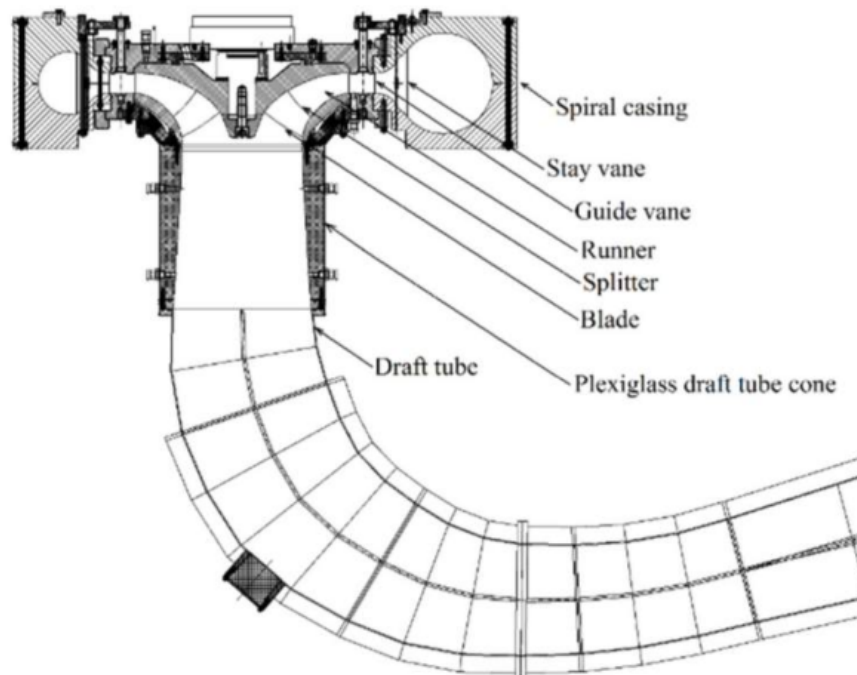 Spiral casing
Stay vane
Guide vane
Runner
Splitter
Blade
Draft tube
Plexiglass draft tube cone